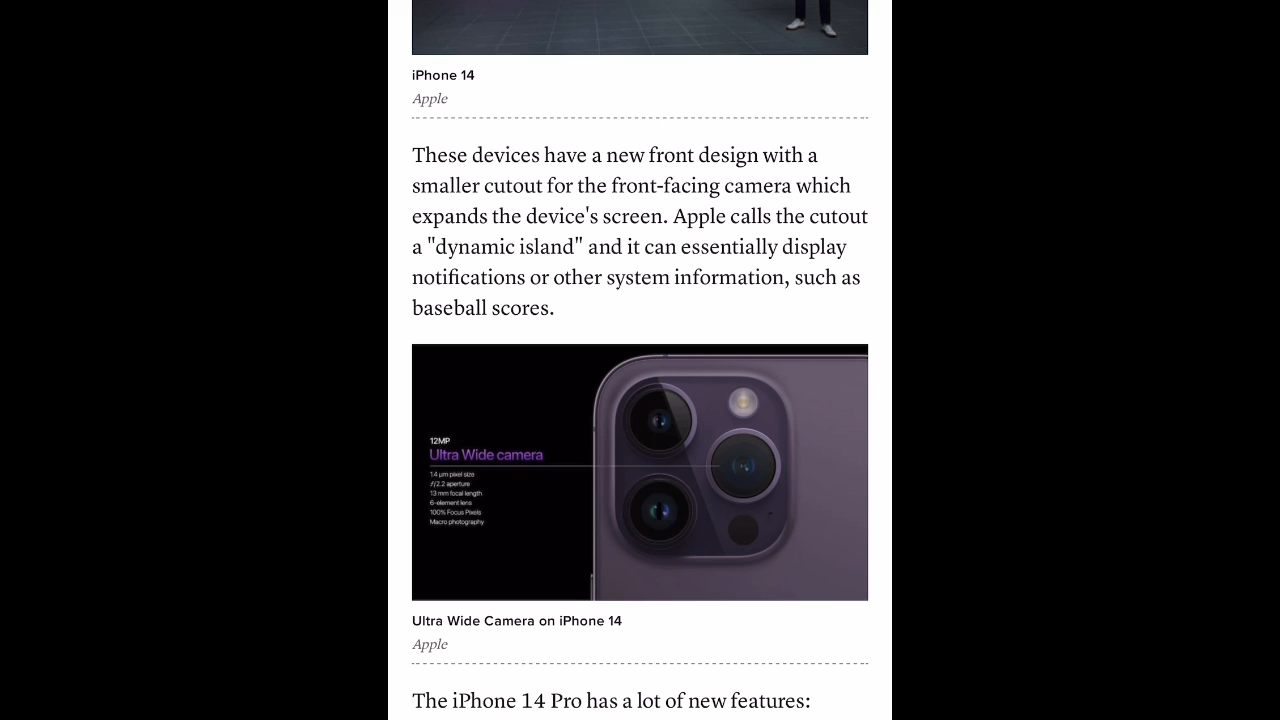 iPhone 14
Apple
These devices have a new front design with a
smaller cutout for the front-facing camera which
expands the device's screen. Apple calls the cutout
a "dynamic island" and it can essentially display
notifications or other system information, such as
baseball scores.
12MP
Ultra Wide camera
1.4 µm pixel size
ƒ/2.2 aperture
13 mm focal length
6-element lens
100% Focus Pixels
Macro photography
Ultra Wide Camera on iPhone 14
Apple
The iPhone 14 Pro has a lot of new features: